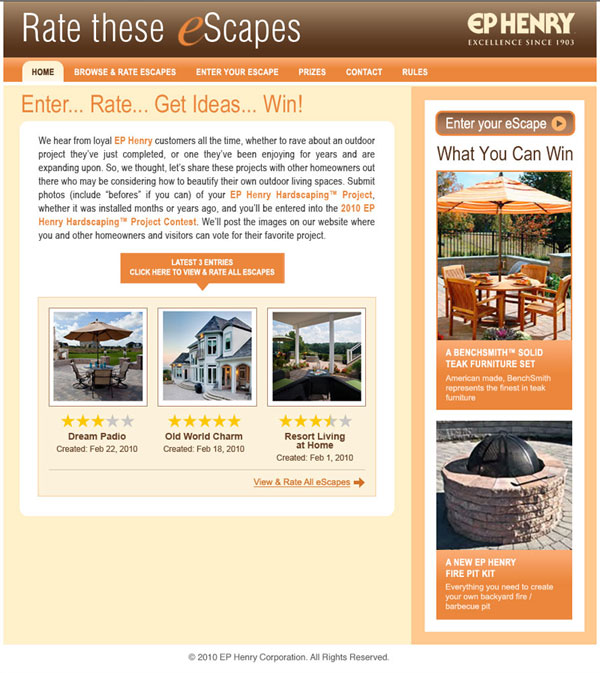 Rate these eScapes
EP HENRY
EXCELLENCE SINCE 1903
HOME BROWSE & RATE ESCAPES ENTER YOUR ESCAPE PRIZES CONTACT RULES
Enter... Rate... Get Ideas... Win!
We hear from loyal EP Henry customers all the time, whether to rave about an outdoor
project they've just completed, or one they've been enjoying for years and are
expanding upon. So, we thought, let's share these projects with other homeowners out
there who may be considering how to beautify their own outdoor living spaces. Submit
photos (include "befores" if you can) of your EP Henry Hardscaping™ Project,
whether it was installed months or years ago, and you'll be entered into the 2010 EP
Henry Hardscaping™ Project Contest. We'll post the images on our website where
you and other homeowners and visitors can vote for their favorite project.
LATEST 3 ENTRIES
CLICK HERE TO VIEW & RATE ALL ESCAPES
Dream Padio
Created: Feb 22, 2010
Old World Charm
Created: Feb 18, 2010
Resort Living
at Home
Created: Feb 1, 2010
View & Rate All eScapes
Enter your eScape
What You Can Win
A BENCHSMITH™ SOLID
TEAK FURNITURE SET
American made, BenchSmith
represents the finest in teak
furniture
A NEW EP HENRY
FIRE PIT KIT
Everything you need to create
your own backyard fire /
barbecue pit
© 2010 EP Henry Corporation. All Rights Reserved.